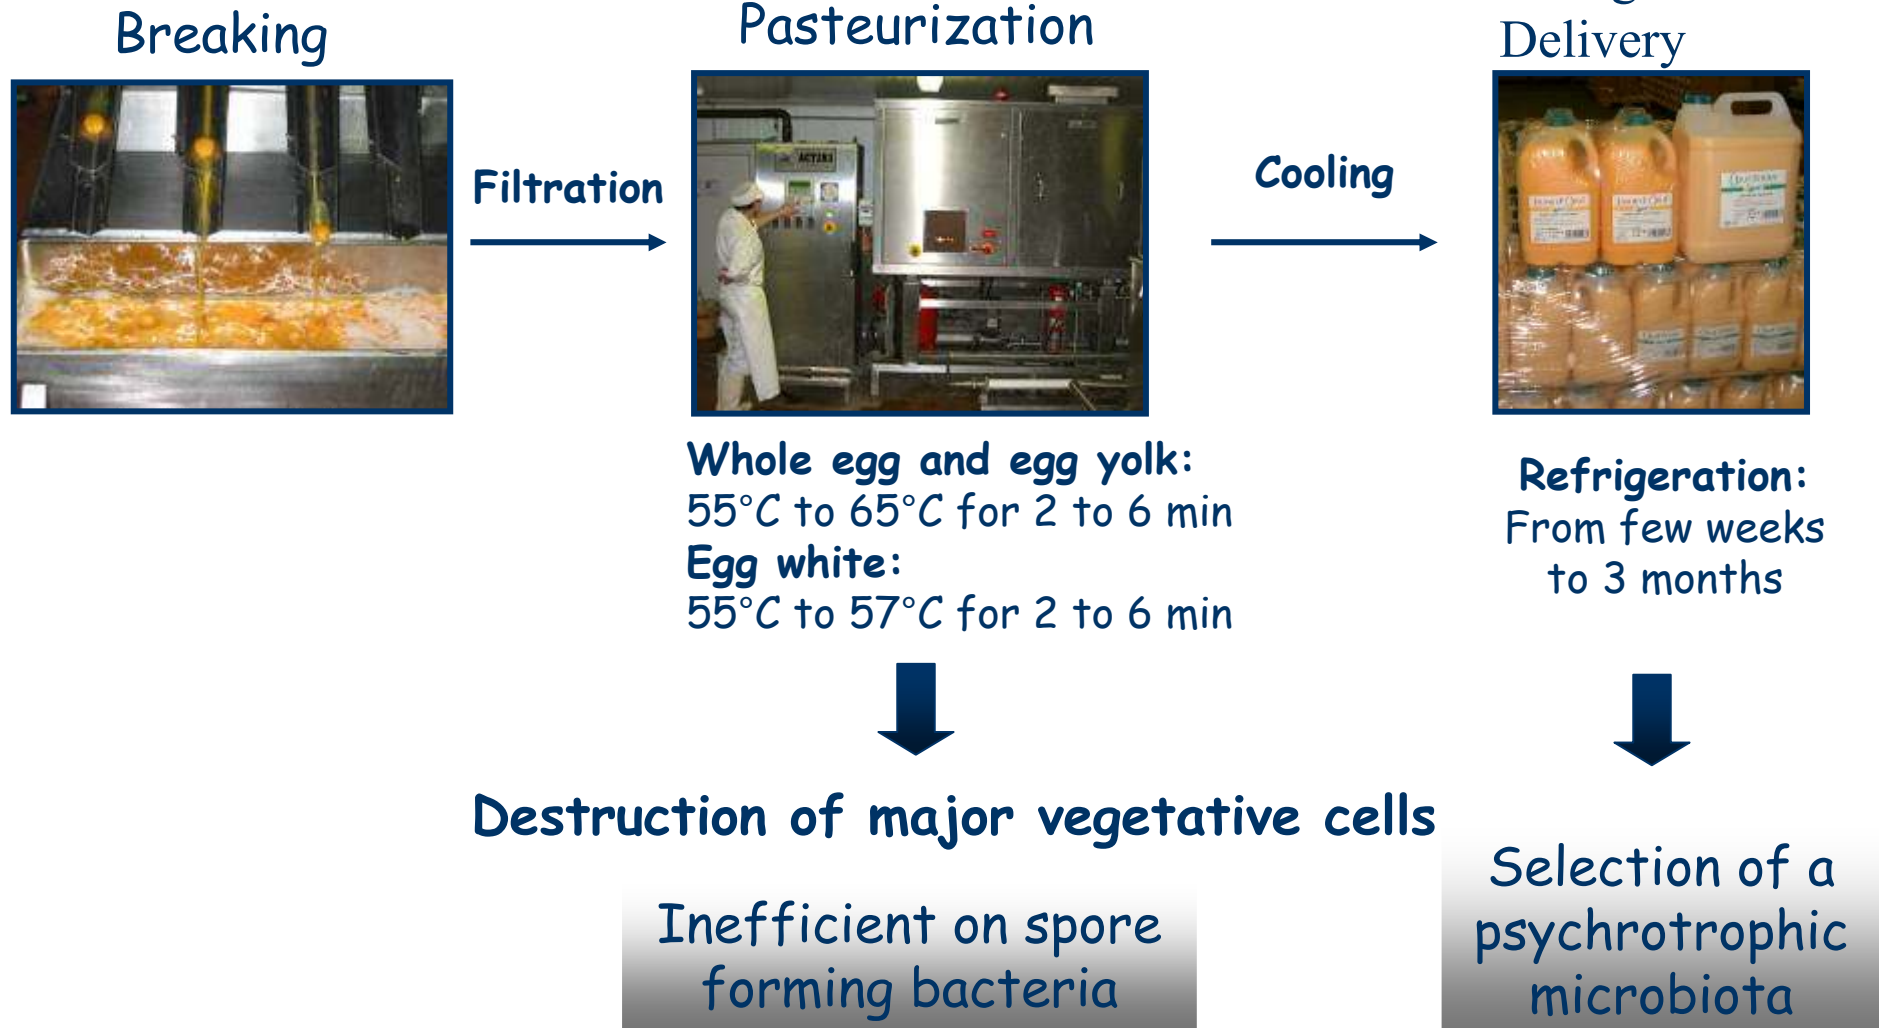 Breaking
Pasteurization
Delivery
Filtration
Cooling
Whole egg and egg yolk:
55°C to 65°C for 2 to 6 min
Egg white:
55°C to 57°C for 2 to 6 min
Refrigeration:
From few weeks
to 3 months
Destruction of major vegetative cells
Inefficient on spore
forming bacteria
Selection of a
psychrotrophic
microbiota